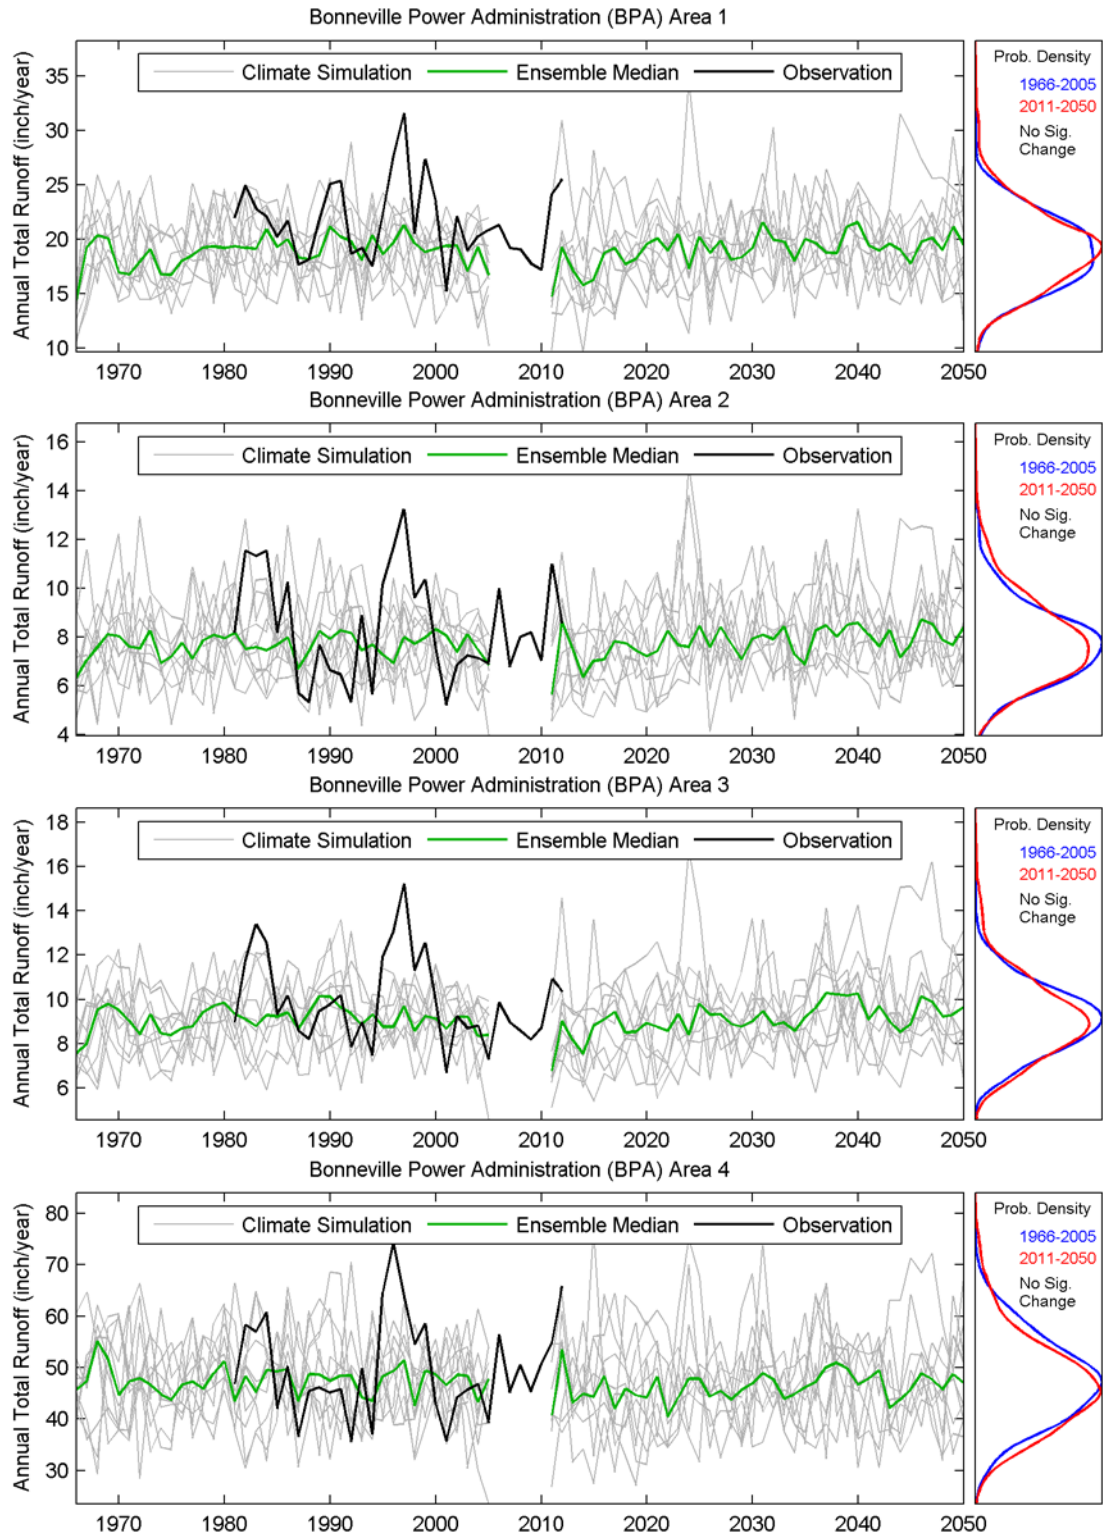 Bonneville Power Administration (BPA) Area 1
Annual Total Runoff (inch/year)
35
30
25
20
15
10
Climate Simulation Ensemble Median Observation
1970 1980 1990 2000 2010 2020 2030 2040 2050
Prob. Density
1966-2005
2011-2050
No Sig.
Change
Bonneville Power Administration (BPA) Area 2
Annual Total Runoff (inch/year)
16
14
12
10
8
6
4
Climate Simulation Ensemble Median Observation
1970 1980 1990 2000 2010 2020 2030 2040 2050
Prob. Density
1966-2005
2011-2050
No Sig.
Change
Bonneville Power Administration (BPA) Area 3
Annual Total Runoff (inch/year)
18
16
14
12
10
8
6
Climate Simulation Ensemble Median Observation
1970 1980 1990 2000 2010 2020 2030 2040 2050
Prob. Density
1966-2005
2011-2050
No Sig.
Change
Bonneville Power Administration (BPA) Area 4
Annual Total Runoff (inch/year)
80
70
60
50
40
30
Climate Simulation Ensemble Median Observation
1970 1980 1990 2000 2010 2020 2030 2040 2050
Prob. Density
1966-2005
2011-2050
No Sig.
Change